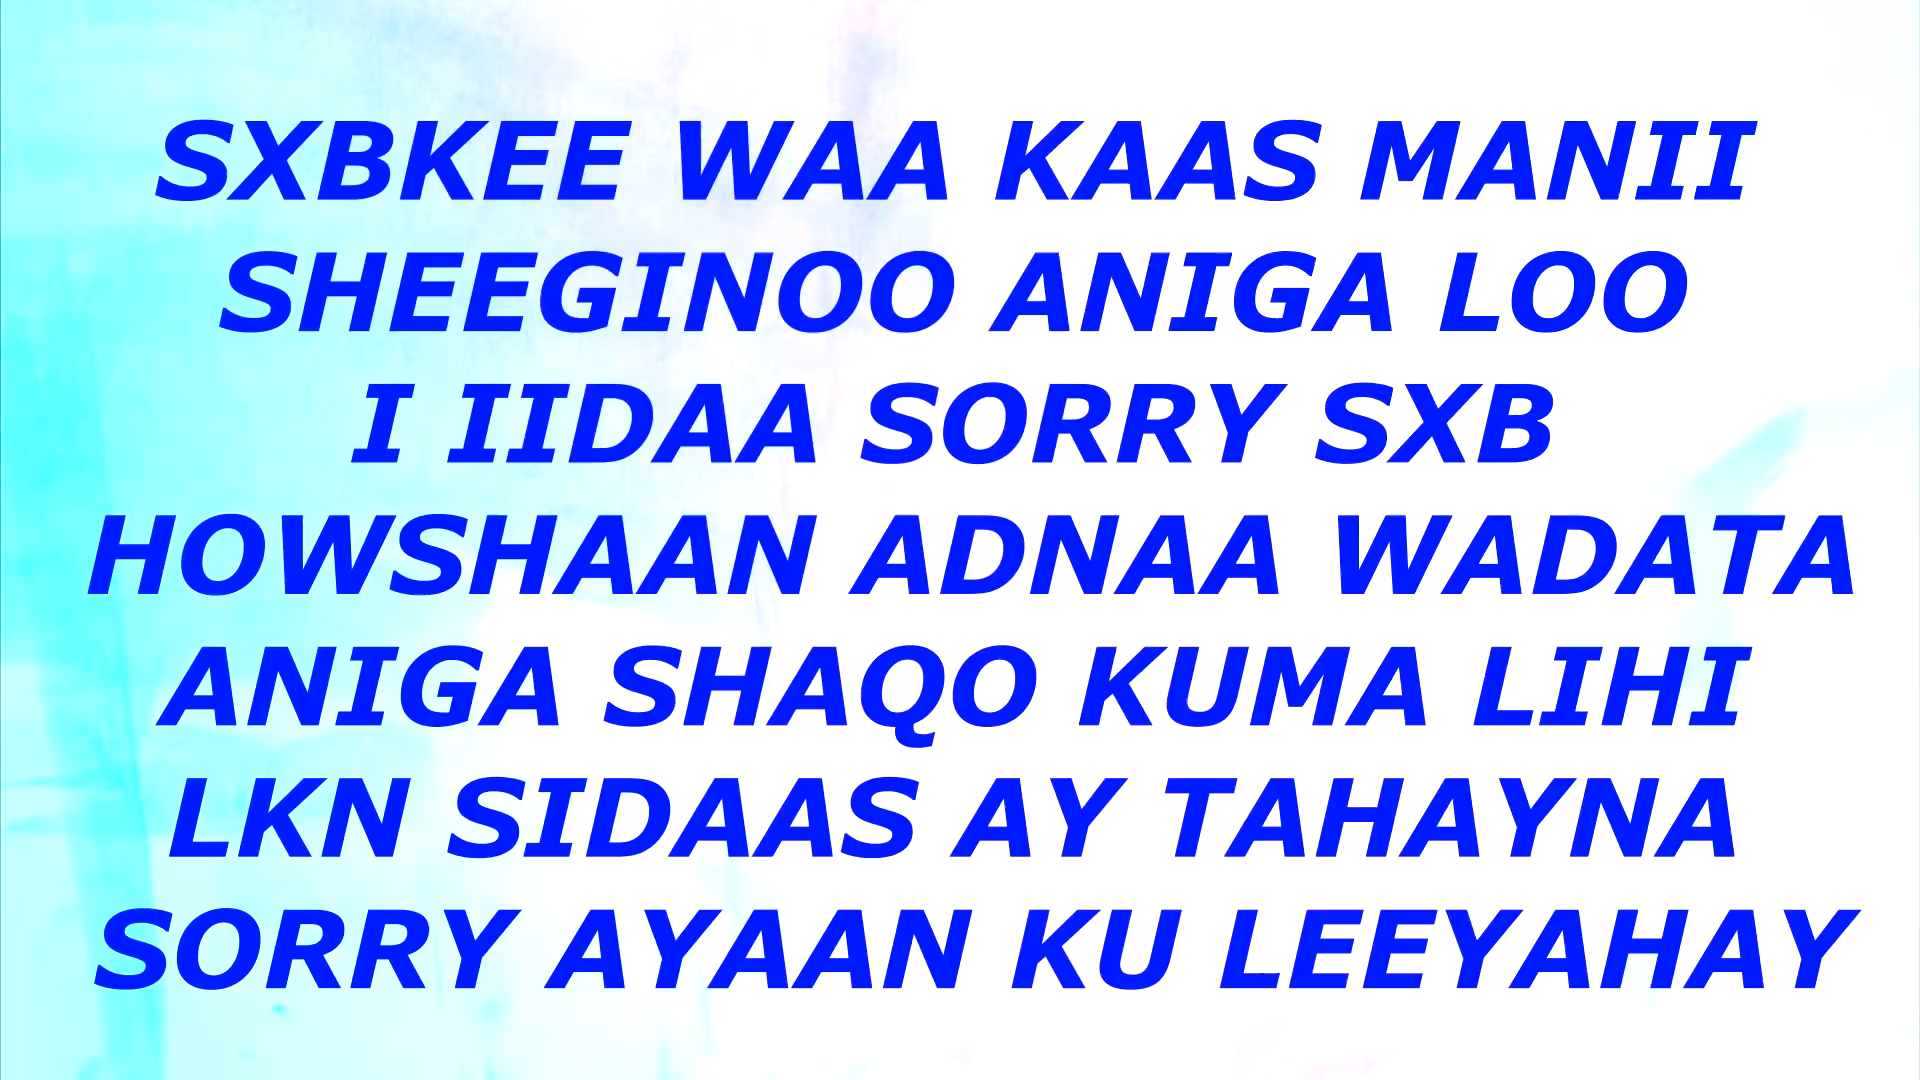 SXBKEE WAA KAAS MANII
SHEEGINOO ANIGA LOO
I IIDAA SORRY SXB
HOWSHAAN ADNAA WADATA
ANIGA SHAQO KUMA LIHI
LKN SIDAAS AY TAHAYNA
SORRY AYAAN KU LEEYAHAY